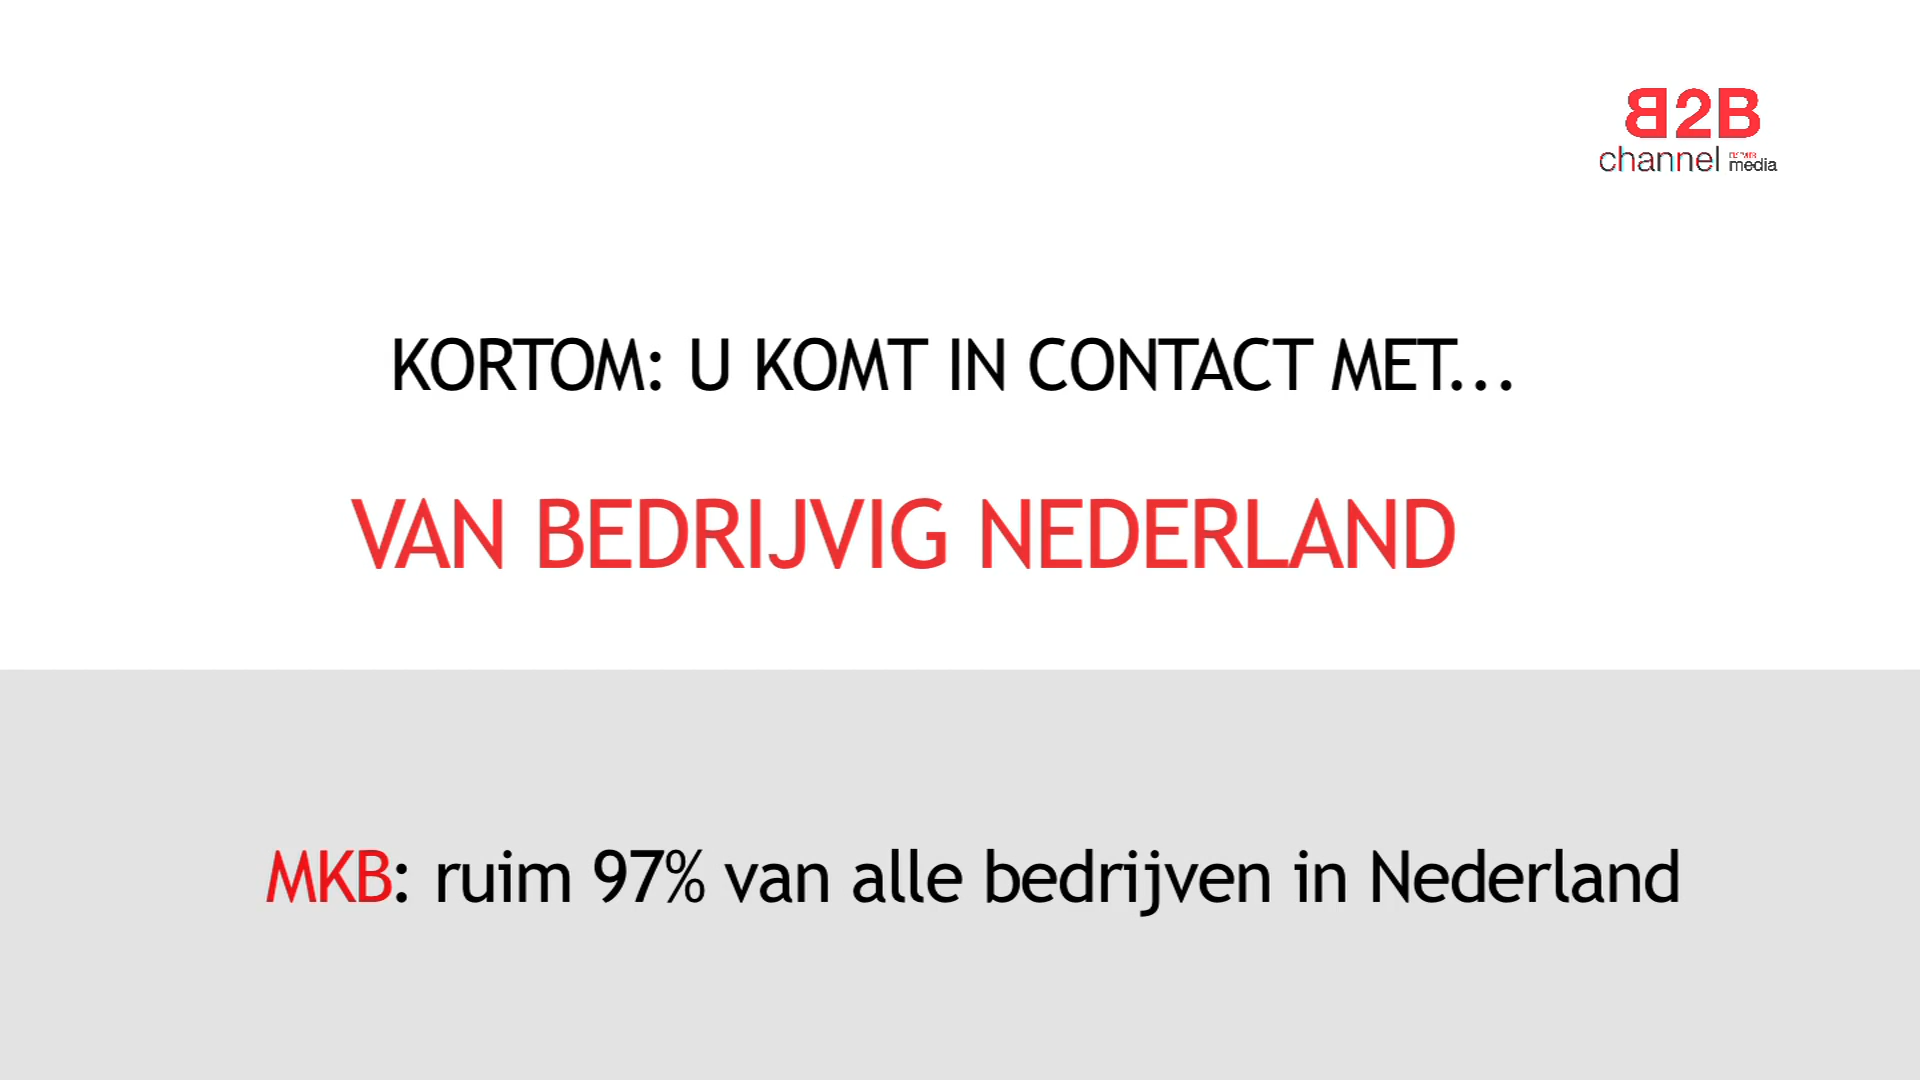 B2B
channel media
KORTOM: U KOMT IN CONTACT MET...
VAN BEDRIJVIG NEDERLAND
MKB: ruim 97% van alle bedrijven in Nederland